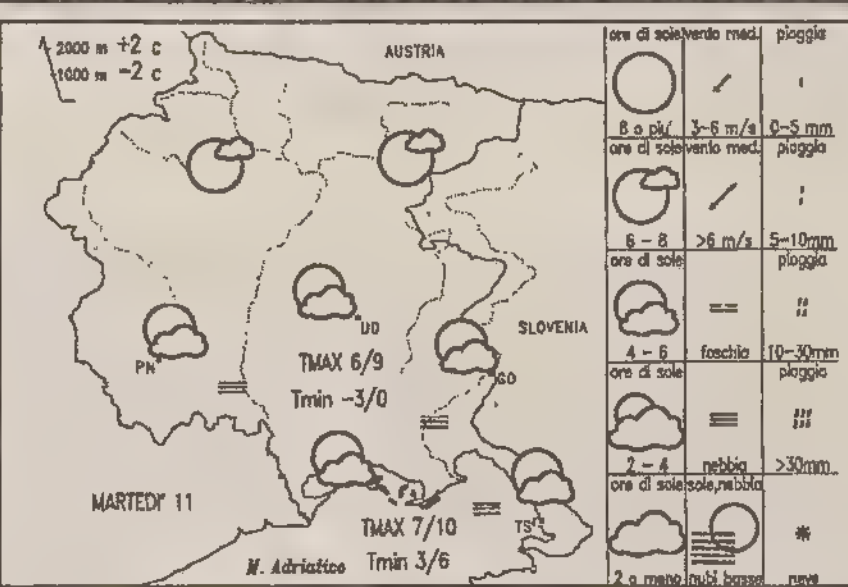 2000 m +2 c
1000 m -2 c
AUSTRIA
SLOVENIA
UD
PN
GO
TMAX 6/9
Tmin -3/0
MARTEDI' 11
TS
TMAX 7/10
Tmin 3/6
M. Adriatico
ore di sole vento med. pioggia
8 o piu' 3-6 m/s 0-5 mm
ore di sole vento med. pioggia
6 - 8 >6 m/s 5-10mm
ore di sole pioggia
4 - 6 foschia 10-30mm
ore di sole pioggia
2 - 4 nebbia >30mm
ore di sole sole,nebbia
2 o meno nubi basse neve